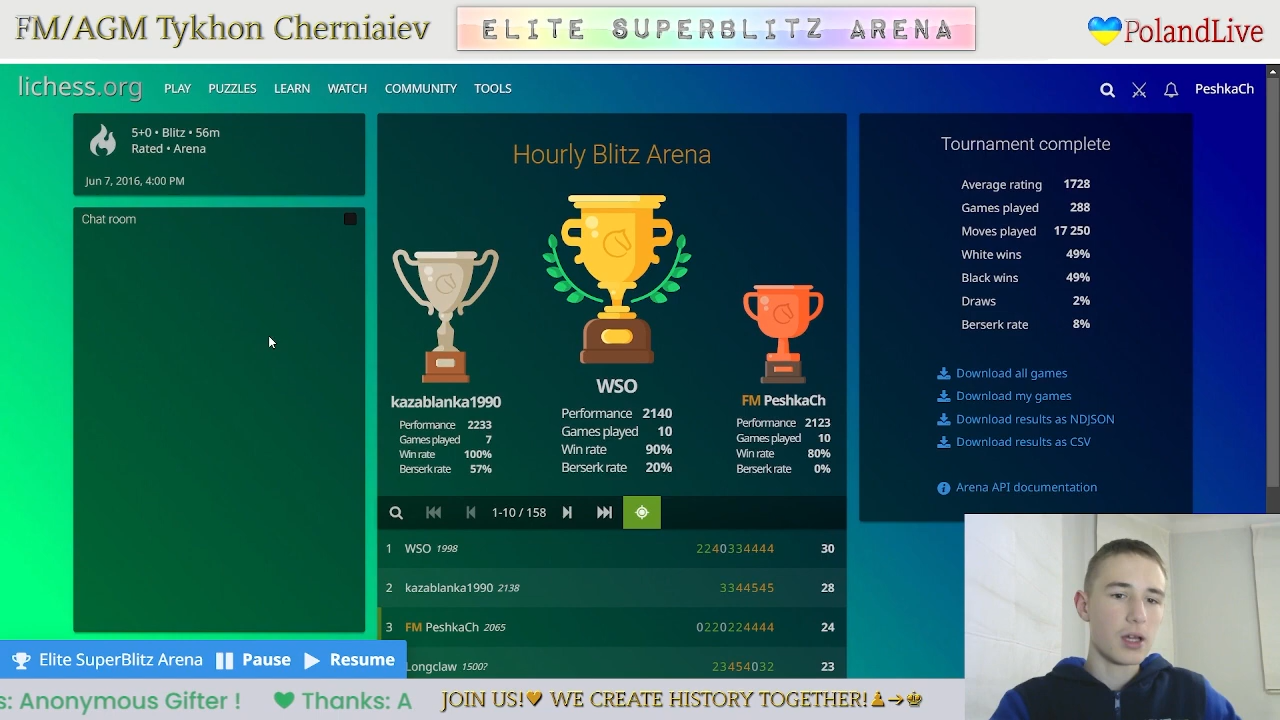 FM/AGM Tykhon Cherniaiev
ELITE SUPERBLITZ ARENA
PolandLive
lichess.org PLAY PUZZLES LEARN WATCH COMMUNITY TOOLS PeshkaCh
5+0 • Blitz • 56m
Rated • Arena
Jun 7, 2016, 4:00 PM
Chat room
Hourly Blitz Arena
kazablanka1990
Performance 2233
Games played 7
Win rate 100%
Berserk rate 57%
WSO
Performance 2140
Games played 10
Win rate 90%
Berserk rate 20%
FM PeshkaCh
Performance 2123
Games played 10
Win rate 80%
Berserk rate 0%
1-10 / 158
1 WSO 1998 2240334444 30
2 kazablanka1990 2138 3344545 28
3 FM PeshkaCh 2065 0220224444 24
Longclaw 1500? 23454032 23
Tournament complete
Average rating 1728
Games played 288
Moves played 17 250
White wins 49%
Black wins 49%
Draws 2%
Berserk rate 8%
Download all games
Download my games
Download results as NDJSON
Download results as CSV
Arena API documentation
Elite SuperBlitz Arena Pause Resume
s: Anonymous Gifter ! Thanks: A
JOIN US! WE CREATE HISTORY TOGETHER!